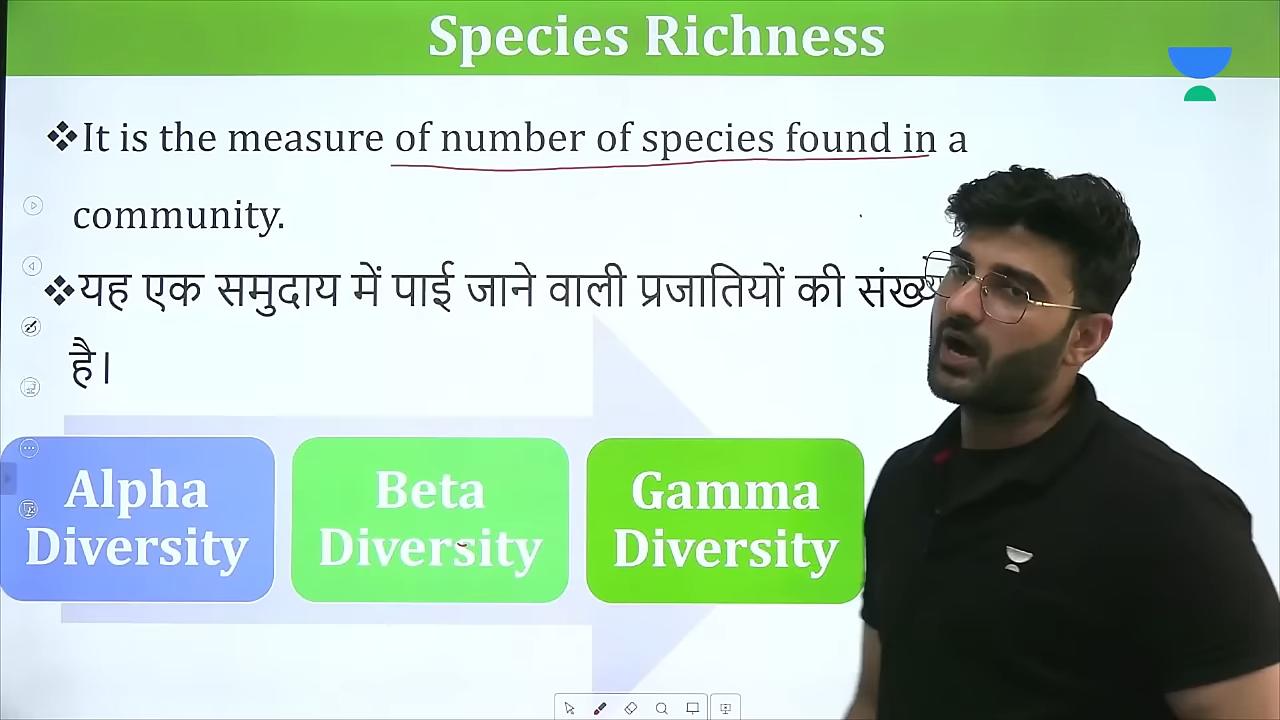 Species Richness
❖It is the measure of number of species found in a
community.
❖यह एक समुदाय में पाई जाने वाली प्रजातियों की
है।
Alpha
Diversity
Beta
Diversity
Gamma
Diversity